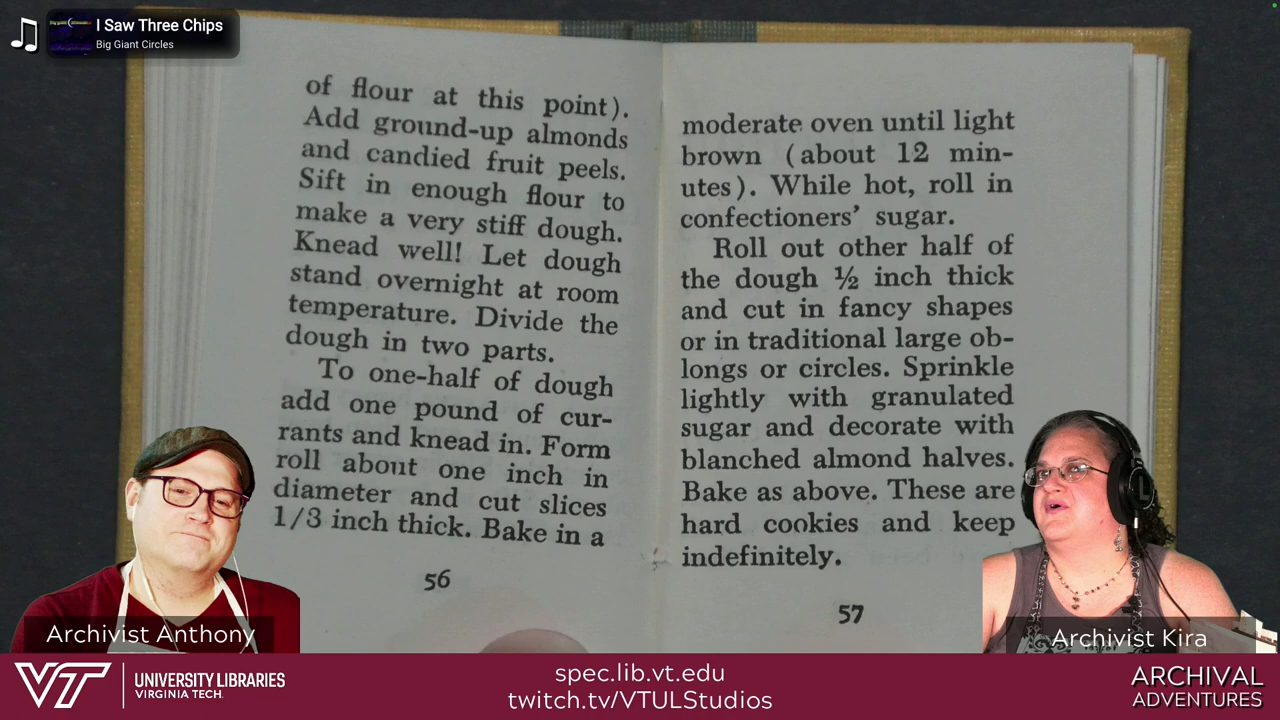 I Saw Three Chips
Big Giant Circles
of flour at this point).
Add ground-up almonds
and candied fruit peels.
Sift in enough flour to
make a very stiff dough.
Knead well! Let dough
stand overnight at room
temperature. Divide the
dough in two parts.
To one-half of dough
add one pound of cur-
rants and knead in. Form
roll about one inch in
diameter and cut slices
1/3 inch thick. Bake in a
56
moderate oven until light
brown (about 12 min-
utes). While hot, roll in
confectioners' sugar.
Roll out other half of
the dough ½ inch thick
and cut in fancy shapes
or in traditional large ob-
longs or circles. Sprinkle
lightly with granulated
sugar and decorate with
blanched almond halves.
Bake as above. These are
hard cookies and keep
indefinitely.
57
Archivist Anthony
Archivist Kira
VT UNIVERSITY LIBRARIES
VIRGINIA TECH
spec.lib.vt.edu
twitch.tv/VTULStudios
ARCHIVAL
ADVENTURES